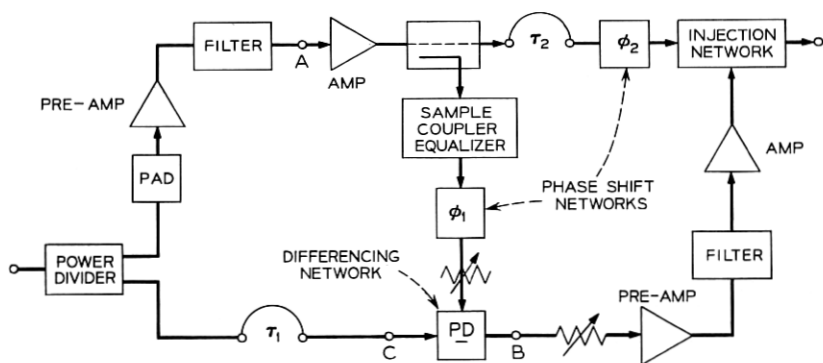 FILTER
A
AMP
τ₂
ϕ₂
INJECTION
NETWORK
PRE-AMP
SAMPLE
COUPLER
EQUALIZER
AMP
PAD
PHASE SHIFT
NETWORKS
ϕ₁
POWER
DIVIDER
DIFFERENCING
NETWORK
FILTER
PRE-AMP
τ₁
C
PD
B